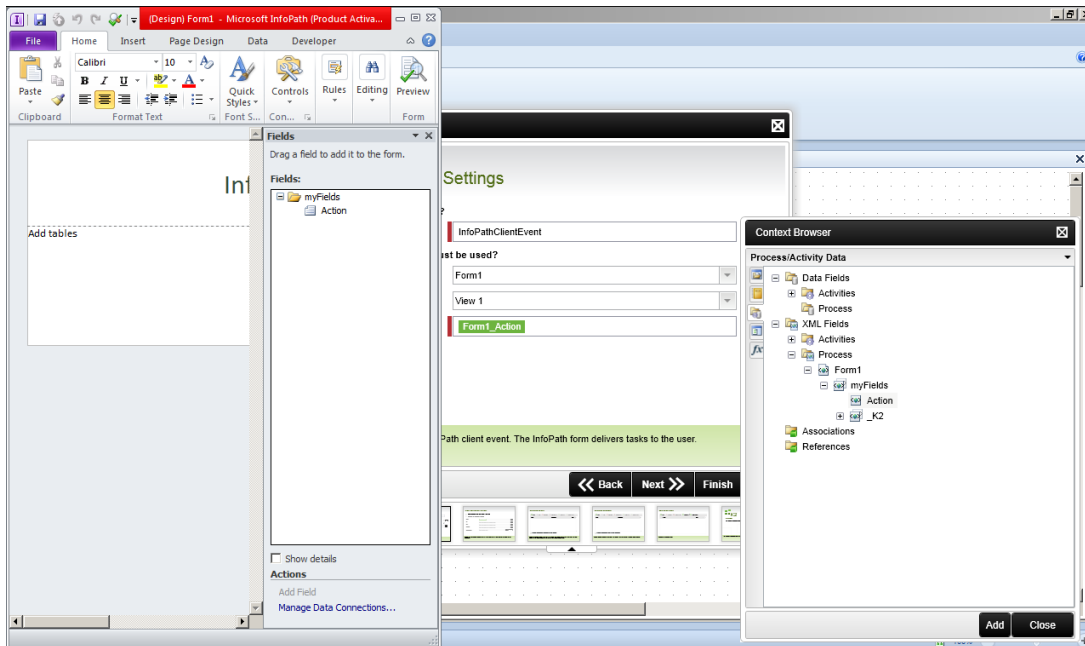 (Design) Form1 - Microsoft InfoPath (Product Activa...
File Home Insert Page Design Data Developer
Calibri 10
B I U ab A
Paste
Quick Styles
Controls Rules Editing Preview
Clipboard Format Text Font S... Con... Form
Fields
Drag a field to add it to the form.
Fields:
myFields
Action
Inf
Add tables
Show details
Actions
Add Field
Manage Data Connections...
Settings
?
InfoPathClientEvent
ust be used?
Form1
View 1
Form1_Action
Path client event. The InfoPath form delivers tasks to the user.
Back Next Finish
Context Browser
Process/Activity Data
Data Fields
Activities
Process
XML Fields
Activities
Process
Form1
myFields
Action
_K2
Associations
References
fx
Add Close